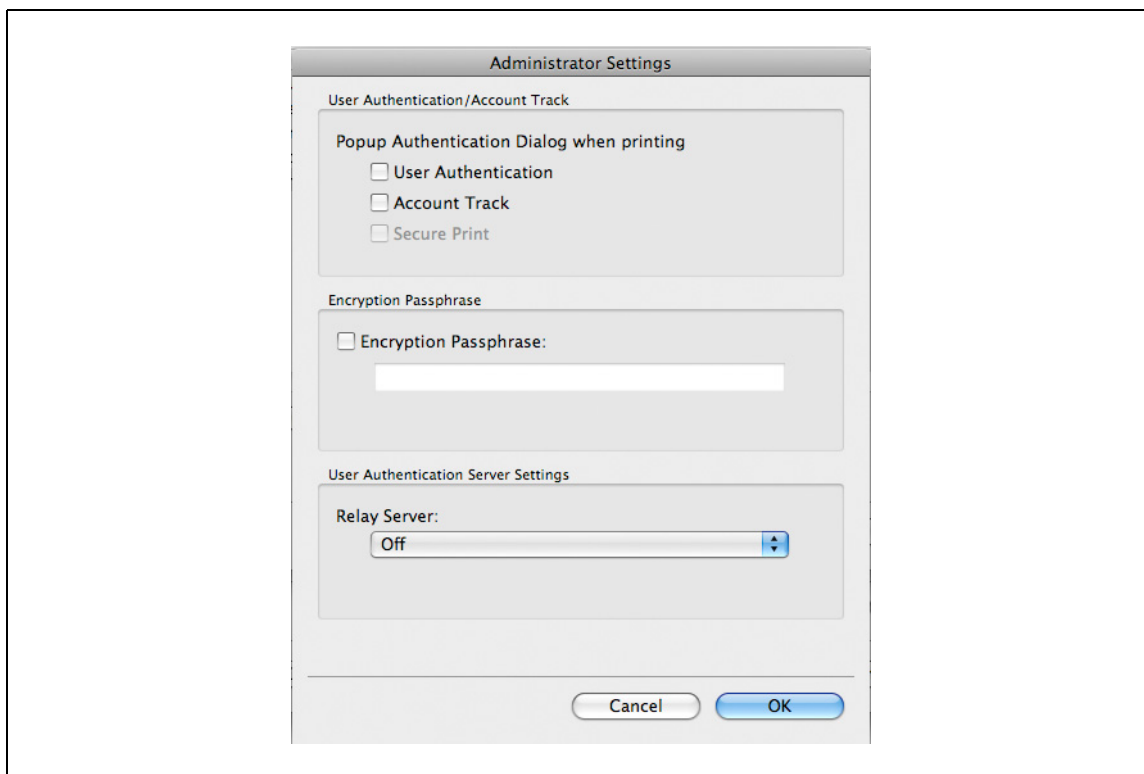 Administrator Settings
User Authentication/Account Track
Popup Authentication Dialog when printing
User Authentication
Account Track
Secure Print
Encryption Passphrase
Encryption Passphrase:
User Authentication Server Settings
Relay Server:
Off
Cancel OK